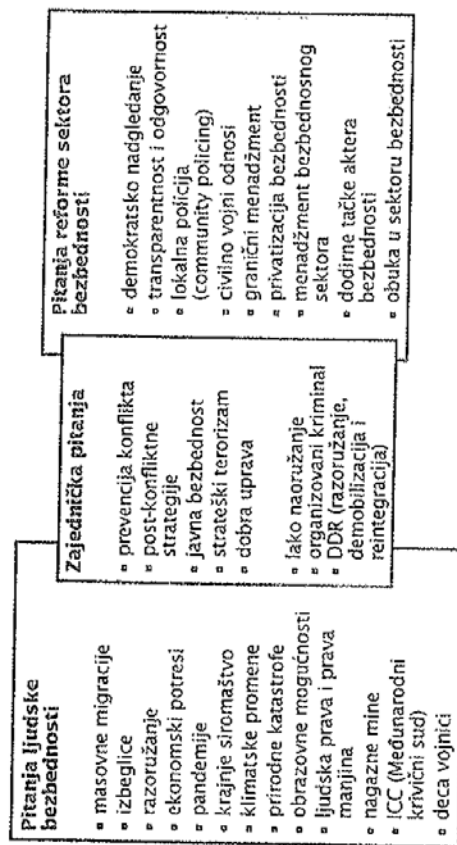 Pitanja ljudske
bezbednosti
▫ masovne migracije
▫ izbeglice
▫ razoružanje
▫ ekonomski potresi
▫ pandemije
▫ krajnje siromaštvo
▫ klimatske promene
▫ prirodne katastrofe
▫ obrazovne mogućnosti
▫ ljudska prava i prava
manjina
▫ nagazne mine
▫ ICC (Međunarodni
krivični sud)
▫ deca vojnici
Zajednička pitanja
▫ prevencija konflikta
▫ post-konfliktne
strategije
▫ javna bezbednost
▫ strateški terorizam
▫ dobra uprava
▫ lako naoružanje
▫ organizovani kriminal
▫ DDR (razoružanje,
demobilizacija i
reintegracija)
Pitanja reforme sektora
bezbednosti
▫ demokratsko nadgledanje
▫ transparentnost i odgovornost
▫ lokalna policija
(community policing)
▫ civilno vojni odnosi
▫ granični menadžment
▫ privatizacija bezbednosti
▫ menadžment bezbednosnog
sektora
▫ dodirne tačke aktera
bezbednosti
▫ obuka u sektoru bezbednosti